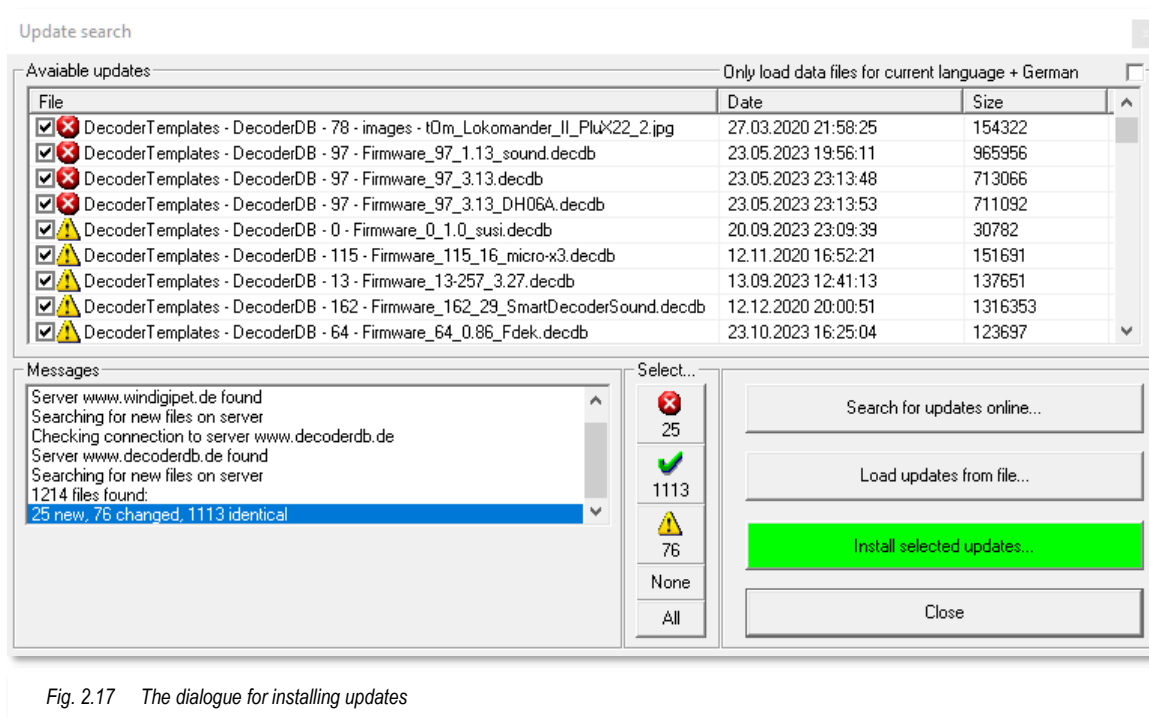 Update search
Avaiable updates
Only load data files for current language + German
File Date Size
DecoderTemplates - DecoderDB - 78 - images - tOm_Lokomander_II_PluX22_2.jpg 27.03.2020 21:58:25 154322
DecoderTemplates - DecoderDB - 97 - Firmware_97_1.13_sound.decdb 23.05.2023 19:56:11 965956
DecoderTemplates - DecoderDB - 97 - Firmware_97_3.13.decdb 23.05.2023 23:13:48 713066
DecoderTemplates - DecoderDB - 97 - Firmware_97_3.13_DH06A.decdb 23.05.2023 23:13:53 711092
DecoderTemplates - DecoderDB - 0 - Firmware_0_1.0_susi.decdb 20.09.2023 23:09:39 30782
DecoderTemplates - DecoderDB - 115 - Firmware_115_16_micro-x3.decdb 12.11.2020 16:52:21 151691
DecoderTemplates - DecoderDB - 13 - Firmware_13-257_3.27.decdb 13.09.2023 12:41:13 137651
DecoderTemplates - DecoderDB - 162 - Firmware_162_29_SmartDecoderSound.decdb 12.12.2020 20:00:51 1316353
DecoderTemplates - DecoderDB - 64 - Firmware_64_0.86_Fdek.decdb 23.10.2023 16:25:04 123697
Messages
Server www.windigipet.de found
Searching for new files on server
Checking connection to server www.decoderdb.de
Server www.decoderdb.de found
Searching for new files on server
1214 files found:
25 new, 76 changed, 1113 identical
Select...
25
1113
76
None
All
Search for updates online...
Load updates from file...
Install selected updates...
Close
Fig. 2.17 The dialogue for installing updates